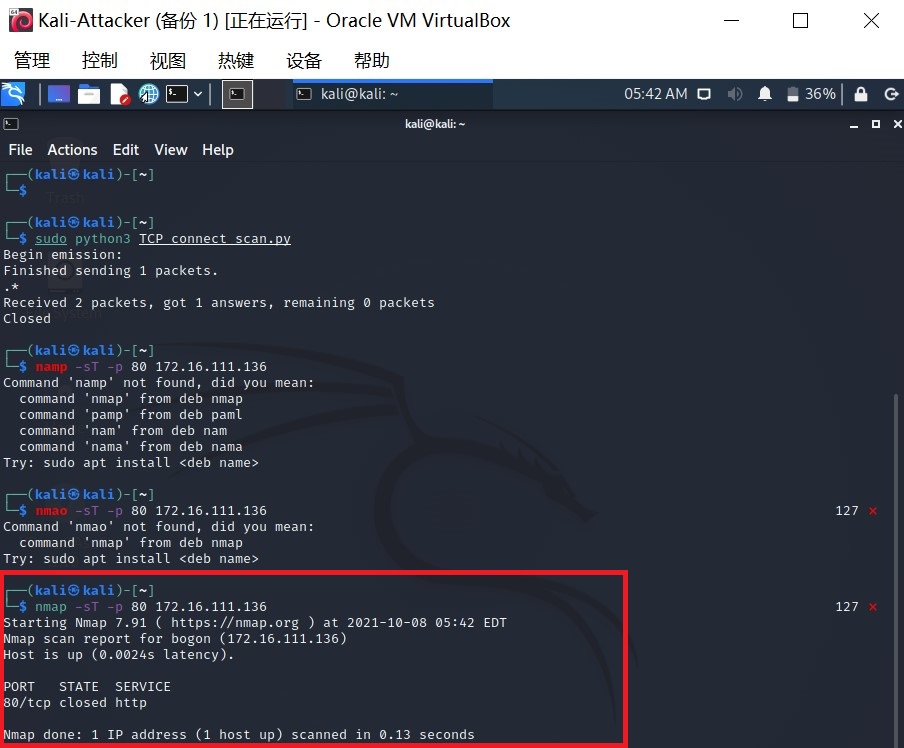 Kali-Attacker (备份 1) [正在运行] - Oracle VM VirtualBox
管理 控制 视图 热键 设备 帮助
kali@kali: ~ 05:42 AM 36%
kali@kali: ~
File Actions Edit View Help
┌──(kali㉿kali)-[~]
└─$
Trash
┌──(kali㉿kali)-[~]
└─$ sudo python3 TCP_connect_scan.py
Begin emission:
Finished sending 1 packets.
.*
Received 2 packets, got 1 answers, remaining 0 packets
Closed
┌──(kali㉿kali)-[~]
└─$ namp -sT -p 80 172.16.111.136
Command 'namp' not found, did you mean:
command 'nmap' from deb nmap
command 'pamp' from deb paml
command 'nam' from deb nam
command 'nama' from deb nama
Try: sudo apt install <deb name>
┌──(kali㉿kali)-[~]
└─$ nmao -sT -p 80 172.16.111.136 127 ⨯
Command 'nmao' not found, did you mean:
command 'nmap' from deb nmap
Try: sudo apt install <deb name>
┌──(kali㉿kali)-[~]
└─$ nmap -sT -p 80 172.16.111.136 127 ⨯
Starting Nmap 7.91 ( https://nmap.org ) at 2021-10-08 05:42 EDT
Nmap scan report for bogon (172.16.111.136)
Host is up (0.0024s latency).
PORT STATE SERVICE
80/tcp closed http
Nmap done: 1 IP address (1 host up) scanned in 0.13 seconds